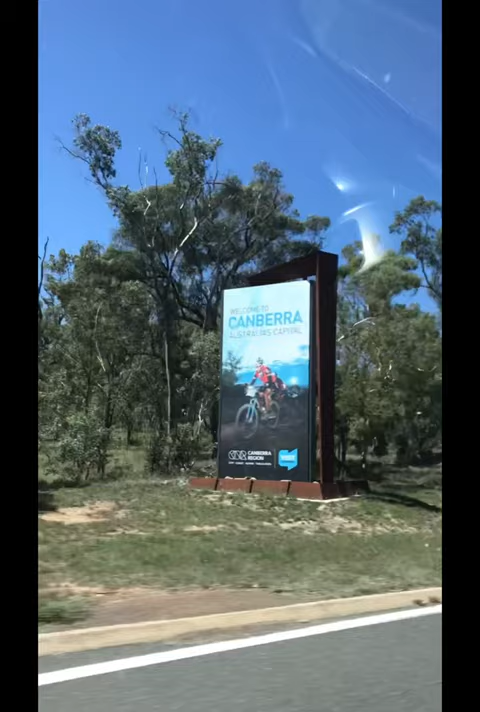 WELCOME TO
CANBERRA
AUSTRALIA'S CAPITAL
CANBERRA
REGION